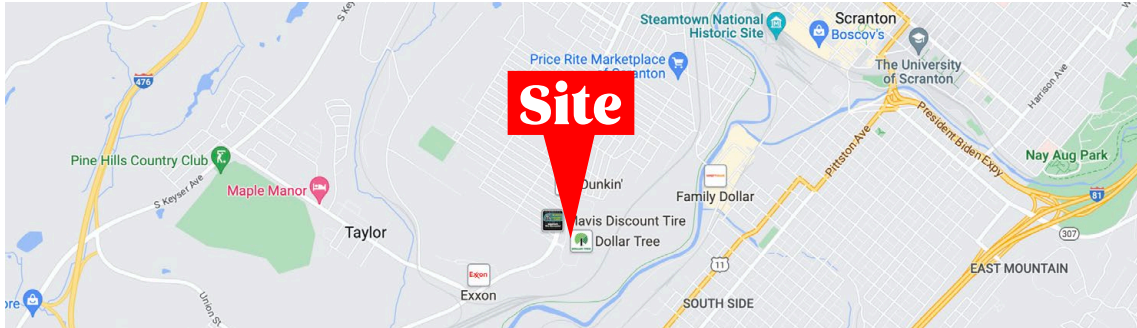 Steamtown National
Historic Site
Scranton
Boscov's
S Keyser
476
Price Rite Marketplace
of Scranton
The University
of Scranton
Harrison Ave
Site
President Biden Expy
Pittston Ave
Nay Aug Park
Pine Hills Country Club
S Keyser Ave
Maple Manor
Dunkin'
Family Dollar
81
Mavis Discount Tire
307
Taylor
Dollar Tree
11
EAST MOUNTAIN
Exxon
Exxon
Union St
SOUTH SIDE
ore